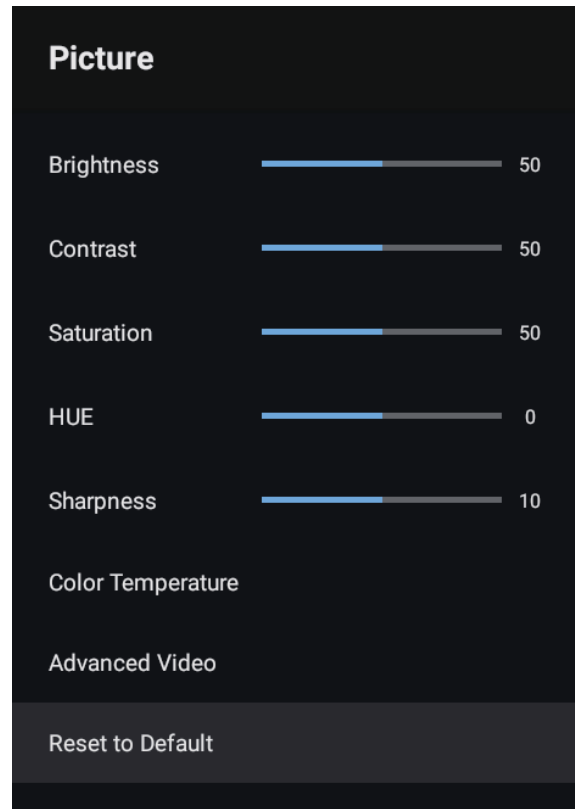 Picture
Brightness 50
Contrast 50
Saturation 50
HUE 0
Sharpness 10
Color Temperature
Advanced Video
Reset to Default